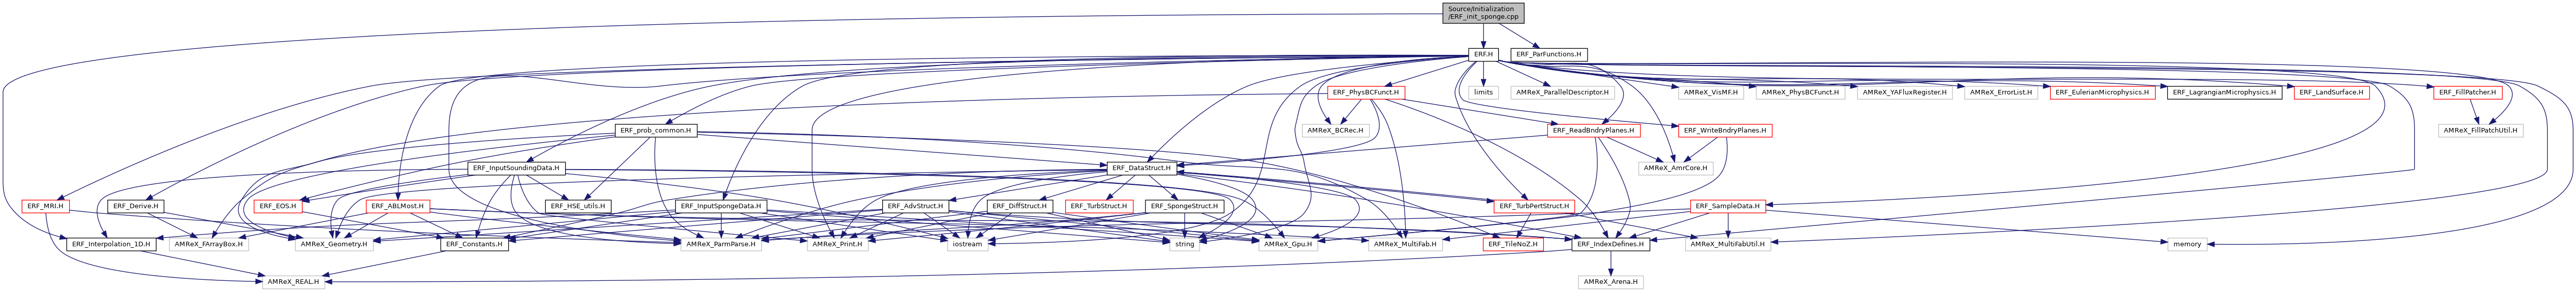 Source/Initialization
/ERF_init_sponge.cpp
ERF.H
ERF_ParFunctions.H
ERF_PhysBCFunct.H
limits
AMReX_ParallelDescriptor.H
AMReX_VisMF.H
AMReX_PhysBCFunct.H
AMReX_YAFluxRegister.H
AMReX_ErrorList.H
ERF_EulerianMicrophysics.H
ERF_LagrangianMicrophysics.H
ERF_LandSurface.H
ERF_FillPatcher.H
ERF_prob_common.H
AMReX_BCRec.H
ERF_ReadBndryPlanes.H
ERF_WriteBndryPlanes.H
AMReX_FillPatchUtil.H
ERF_InputSoundingData.H
ERF_DataStruct.H
AMReX_AmrCore.H
ERF_MRI.H
ERF_Derive.H
ERF_EOS.H
ERF_ABLMost.H
ERF_HSE_utils.H
ERF_InputSpongeData.H
ERF_AdvStruct.H
ERF_DiffStruct.H
ERF_TurbStruct.H
ERF_SpongeStruct.H
ERF_TurbPertStruct.H
ERF_SampleData.H
ERF_Interpolation_1D.H
AMReX_FArrayBox.H
AMReX_Geometry.H
ERF_Constants.H
AMReX_ParmParse.H
AMReX_Print.H
iostream
string
AMReX_Gpu.H
AMReX_MultiFab.H
ERF_TileNoZ.H
ERF_IndexDefines.H
AMReX_MultiFabUtil.H
memory
AMReX_REAL.H
AMReX_Arena.H